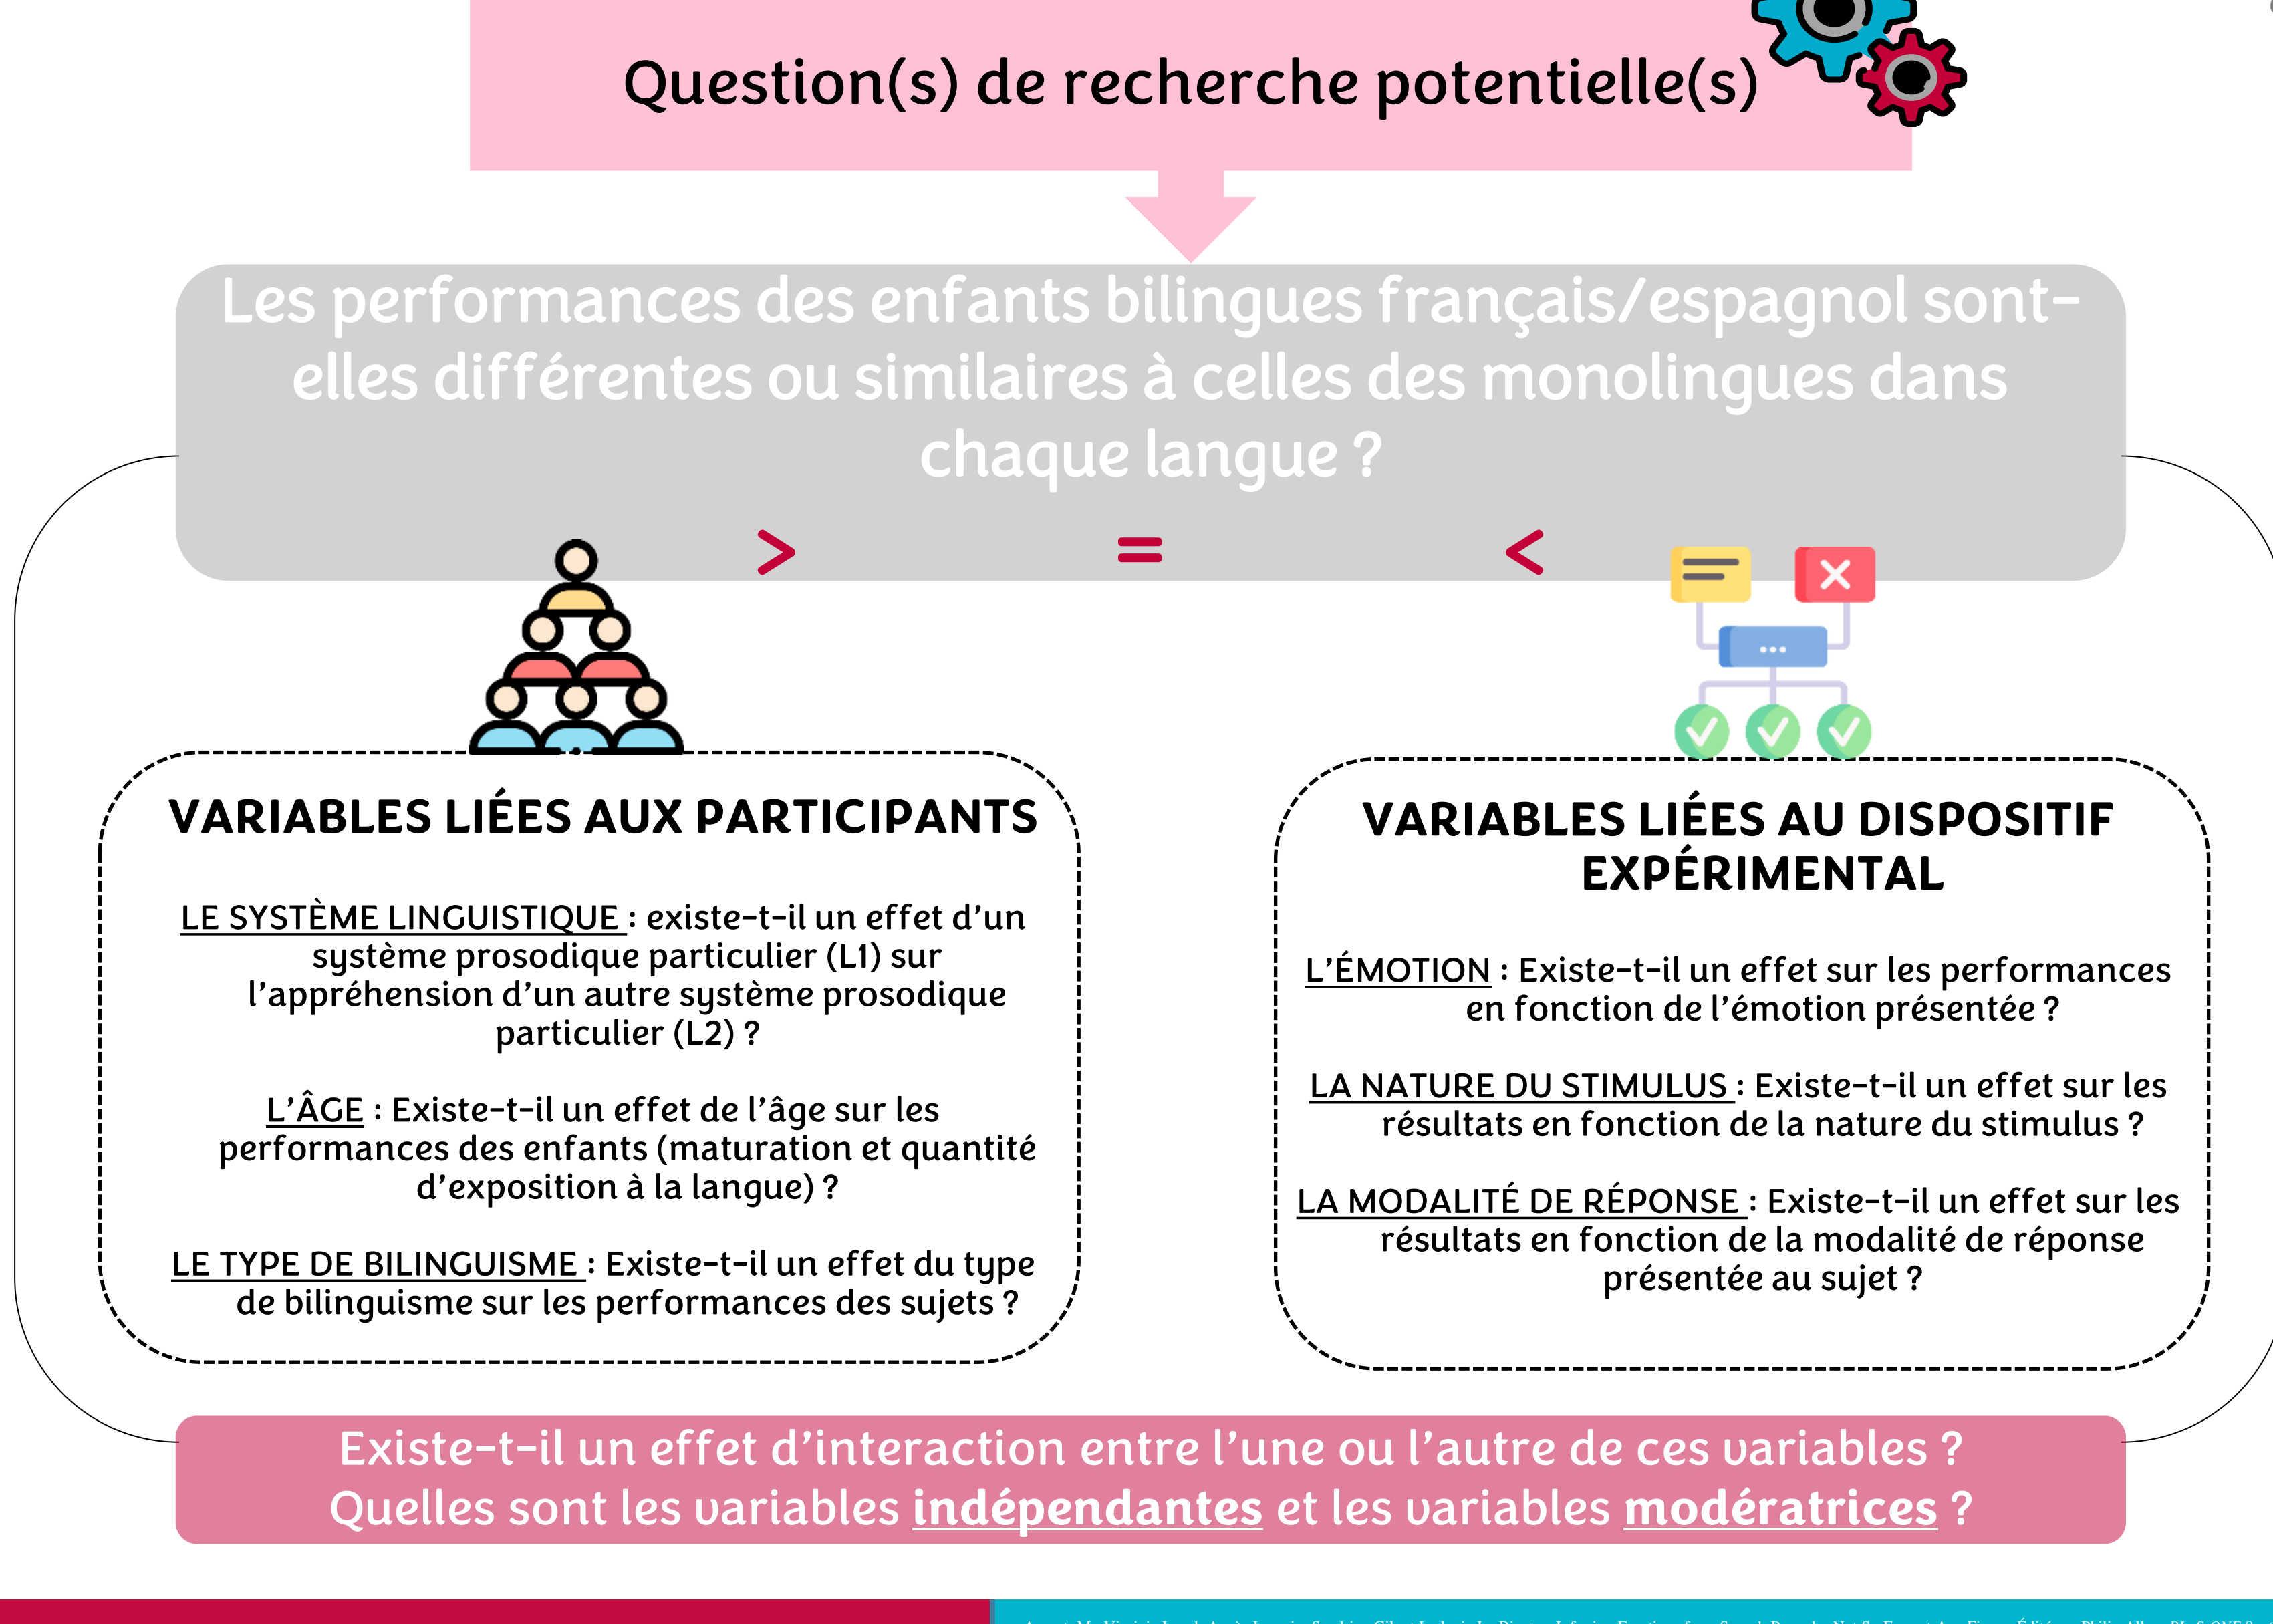 Question(s) de recherche potentielle(s)
Les performances des enfants bilingues français/espagnol sont-
elles différentes ou similaires à celles des monolingues dans
chaque langue ?
> = <
VARIABLES LIÉES AUX PARTICIPANTS
LE SYSTÈME LINGUISTIQUE : existe-t-il un effet d’un
système prosodique particulier (L1) sur
l’appréhension d’un autre système prosodique
particulier (L2) ?
L’ÂGE : Existe-t-il un effet de l’âge sur les
performances des enfants (maturation et quantité
d’exposition à la langue) ?
LE TYPE DE BILINGUISME : Existe-t-il un effet du type
de bilinguisme sur les performances des sujets ?
VARIABLES LIÉES AU DISPOSITIF
EXPÉRIMENTAL
L’ÉMOTION : Existe-t-il un effet sur les performances
en fonction de l’émotion présentée ?
LA NATURE DU STIMULUS : Existe-t-il un effet sur les
résultats en fonction de la nature du stimulus ?
LA MODALITÉ DE RÉPONSE : Existe-t-il un effet sur les
résultats en fonction de la modalité de réponse
présentée au sujet ?
Existe-t-il un effet d’interaction entre l’une ou l’autre de ces variables ?
Quelles sont les variables indépendantes et les variables modératrices ?